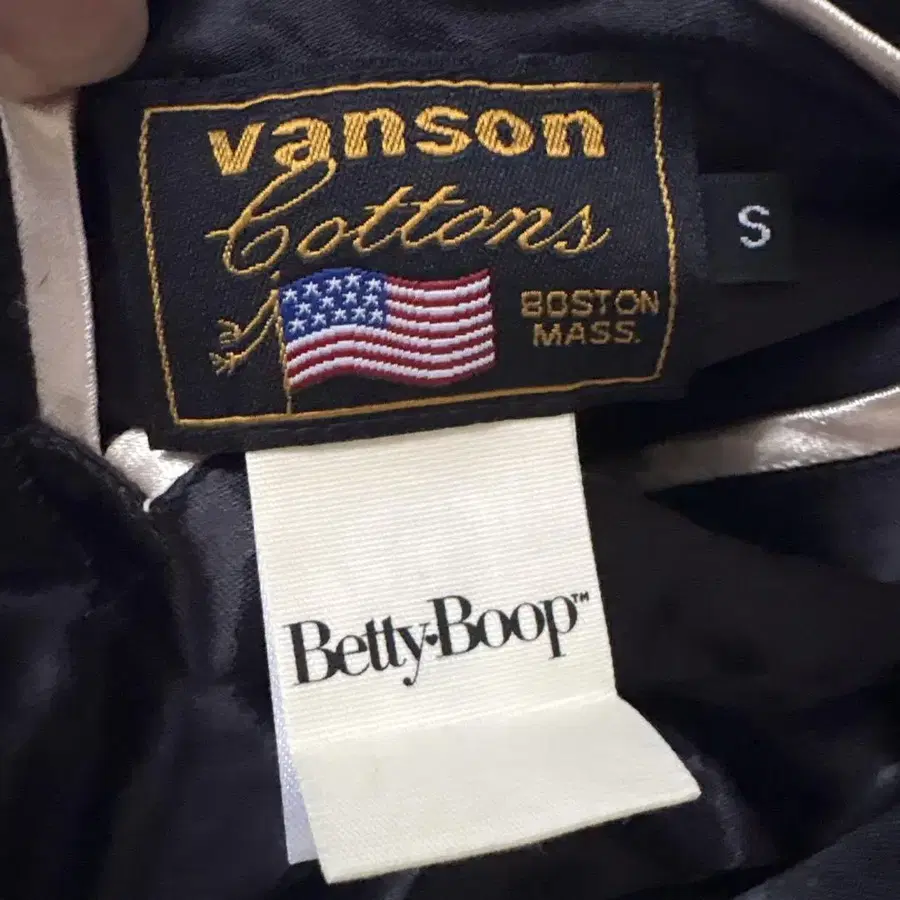 vanson
Cottons
BOSTON
MASS.
S
Betty Boop™